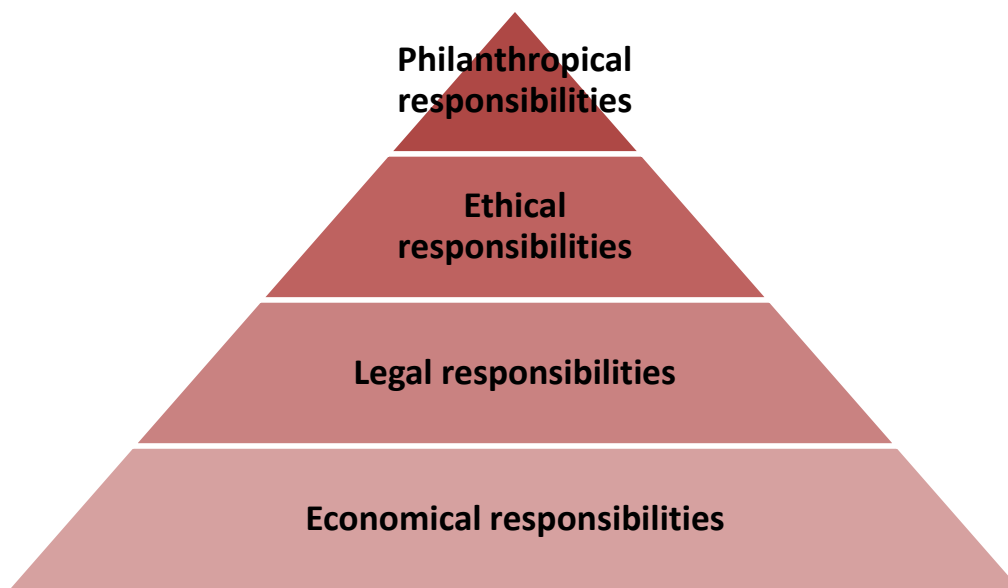 Philanthropical
responsibilities
Ethical
responsibilities
Legal responsibilities
Economical responsibilities